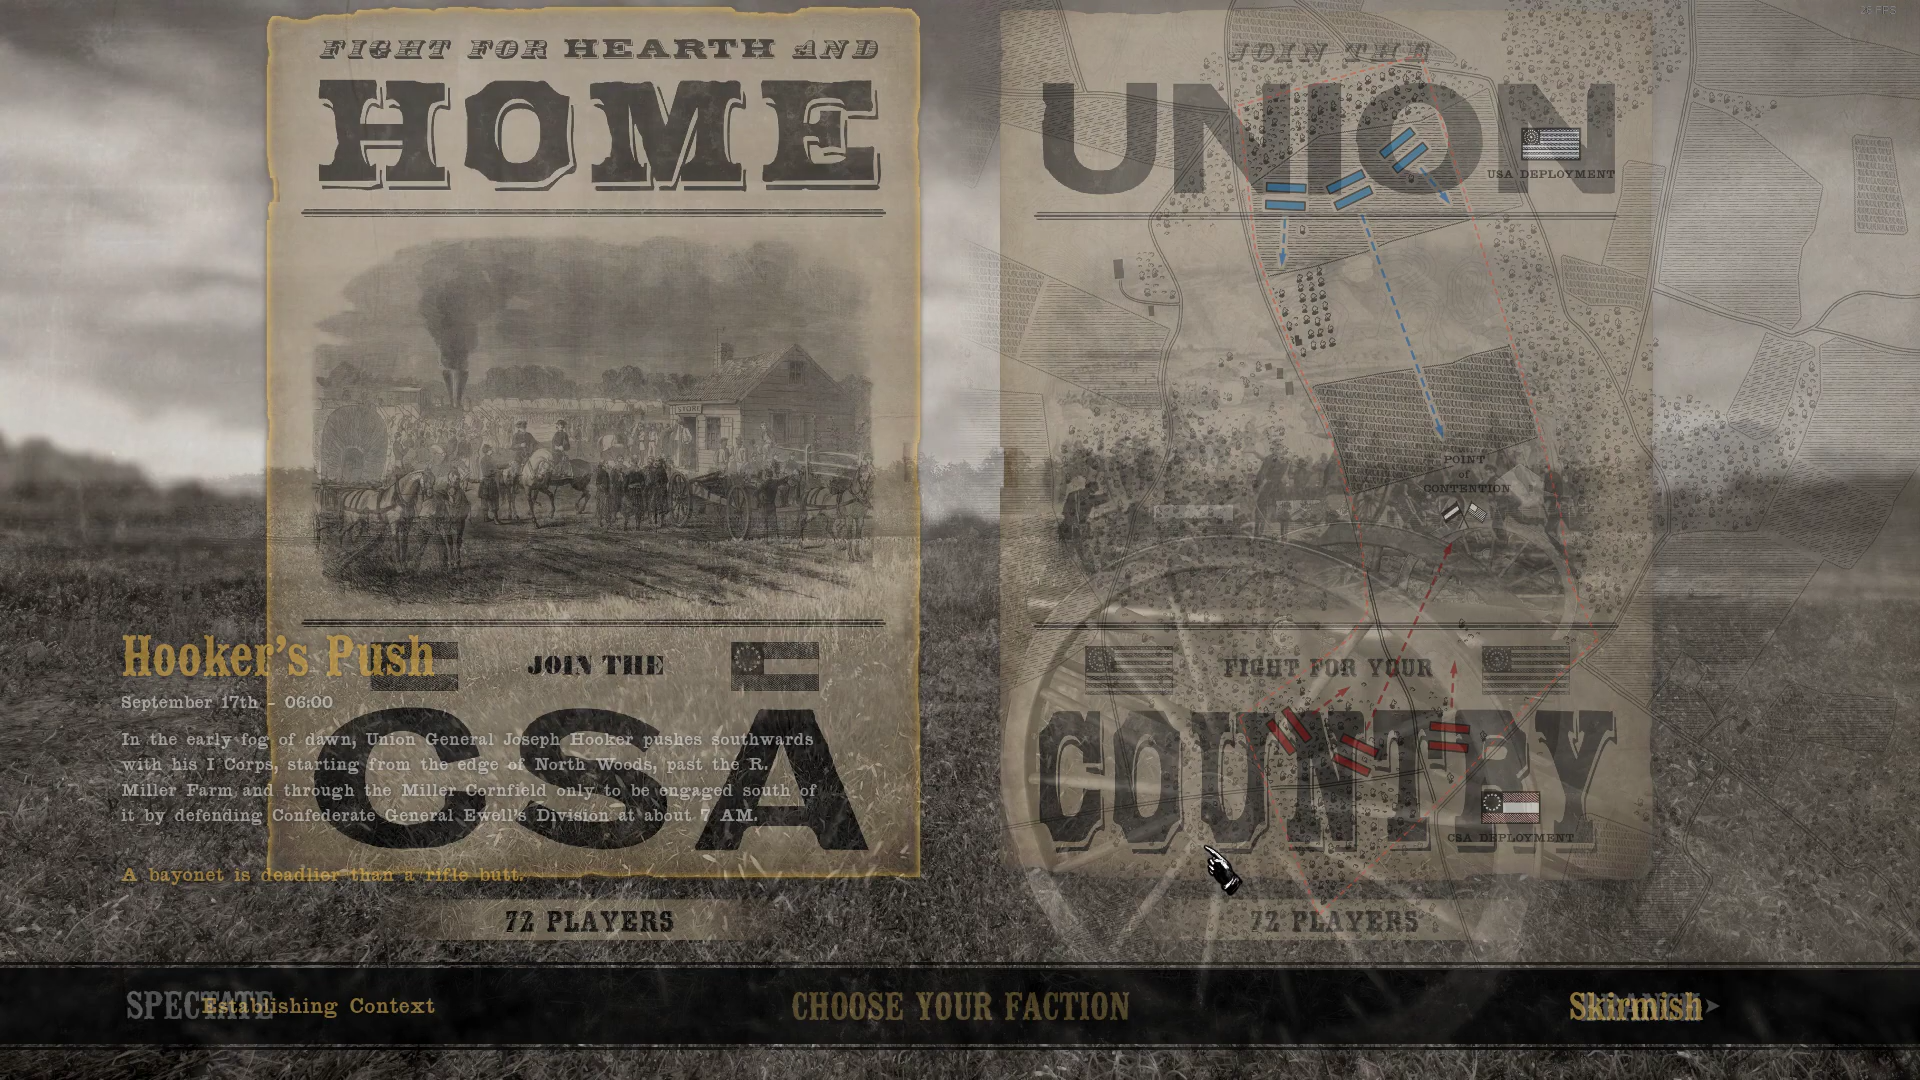 FIGHT FOR HEARTH AND
HOME
JOIN THE
CSA
72 PLAYERS
JOIN THE
UNION
USA DEPLOYMENT
STORE
POINT
of
CONTENTION
FIGHT FOR YOUR
COUNTRY
CSA DEPLOYMENT
72 PLAYERS
Hooker's Push
September 17th - 06:00
In the early fog of dawn, Union General Joseph Hooker pushes southwards
with his I Corps, starting from the edge of North Woods, past the R.
Miller Farm and through the Miller Cornfield only to be engaged south of
it by defending Confederate General Ewell's Division at about 7 AM.
A bayonet is deadlier than a rifle butt.
SPECTATE
Establishing Context
CHOOSE YOUR FACTION
Skirmish